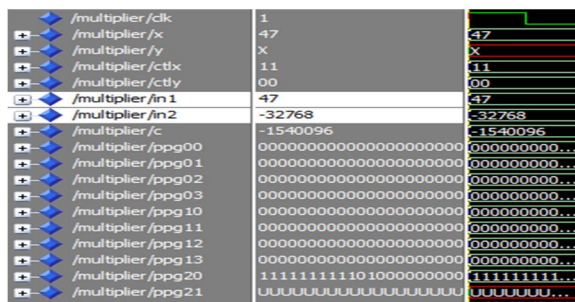 /multiplier/clk 1
/multiplier/x 47 47
/multiplier/y X X
/multiplier/ctlx 11 11
/multiplier/ctly 00 00
/multiplier/in1 47 47
/multiplier/in2 -32768 -32768
/multiplier/c -1540096 -1540096
/multiplier/ppg00 00000000000000000000 000000000...
/multiplier/ppg01 00000000000000000000 000000000...
/multiplier/ppg02 00000000000000000000 000000000...
/multiplier/ppg03 00000000000000000000 000000000...
/multiplier/ppg10 00000000000000000000 000000000...
/multiplier/ppg11 00000000000000000000 000000000...
/multiplier/ppg12 00000000000000000000 000000000...
/multiplier/ppg13 00000000000000000000 000000000...
/multiplier/ppg20 11111111110100000000 111111111...
/multiplier/ppg21 UUUUUUUUUUUUUUUUUUU UUUUUUU...